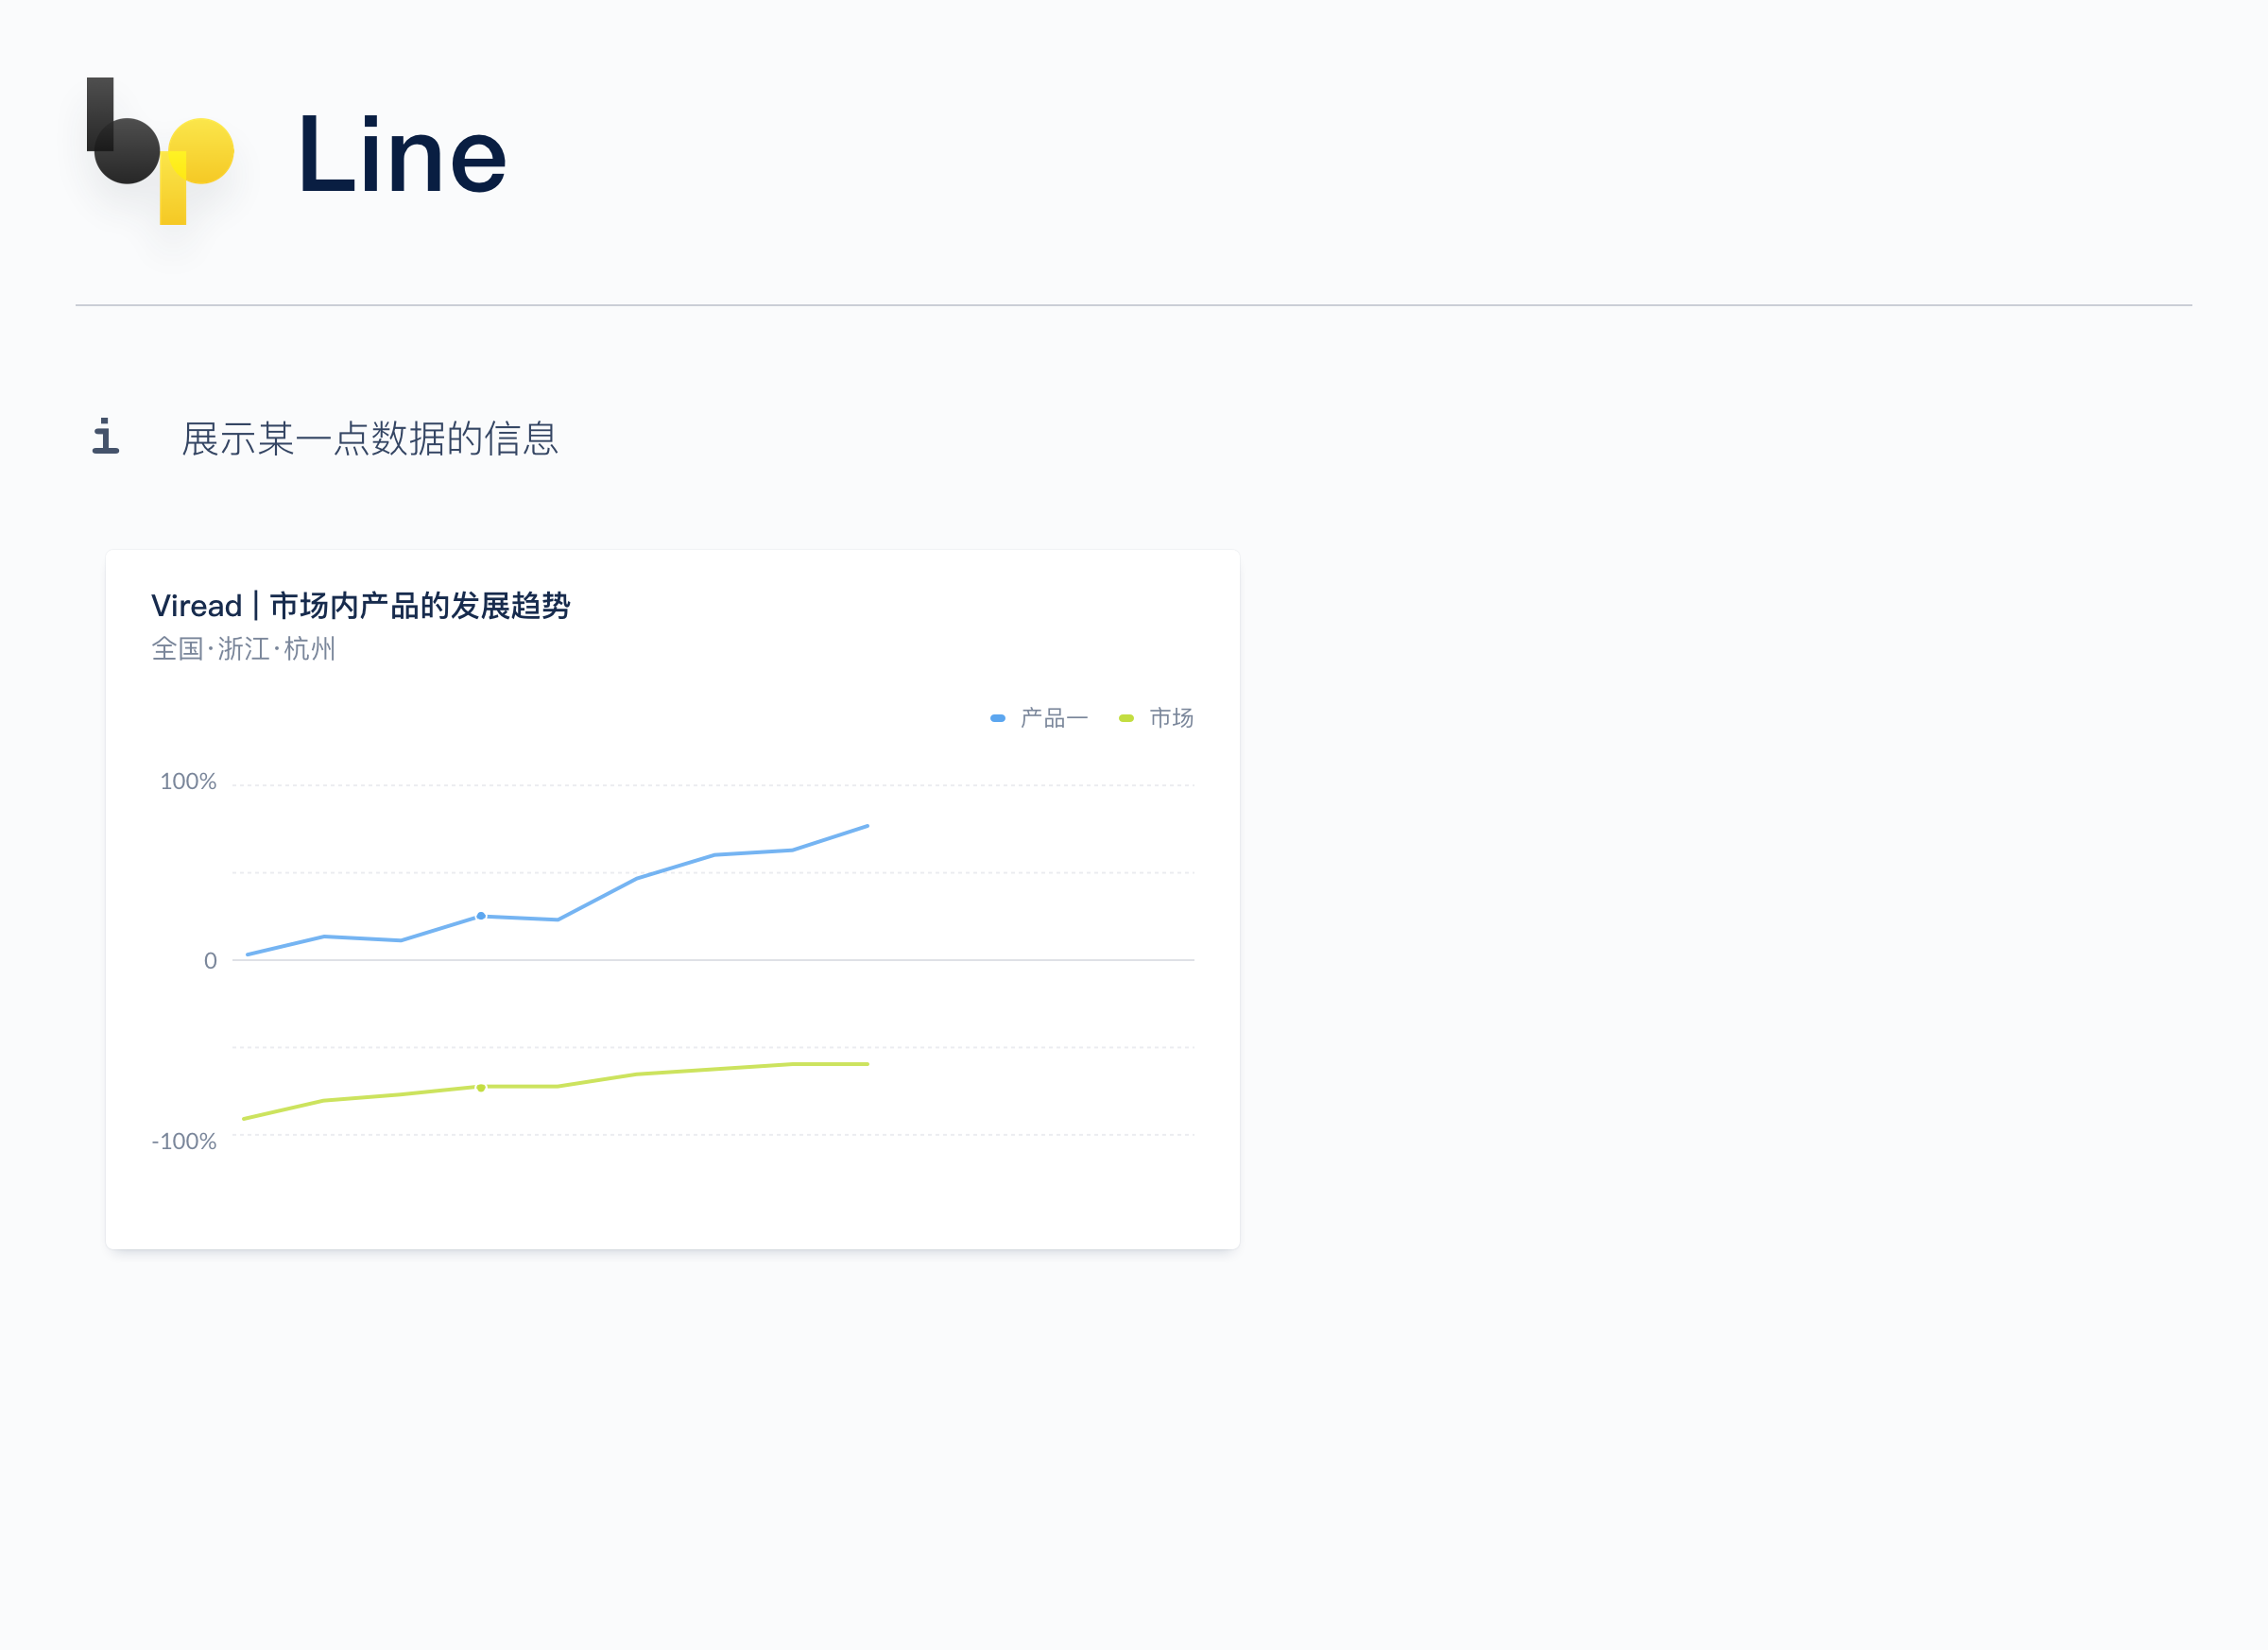 bp Line
i 展示某一点数据的信息
Viread | 市场内产品的发展趋势
全国·浙江·杭州
产品一 市场
100%
0
-100%